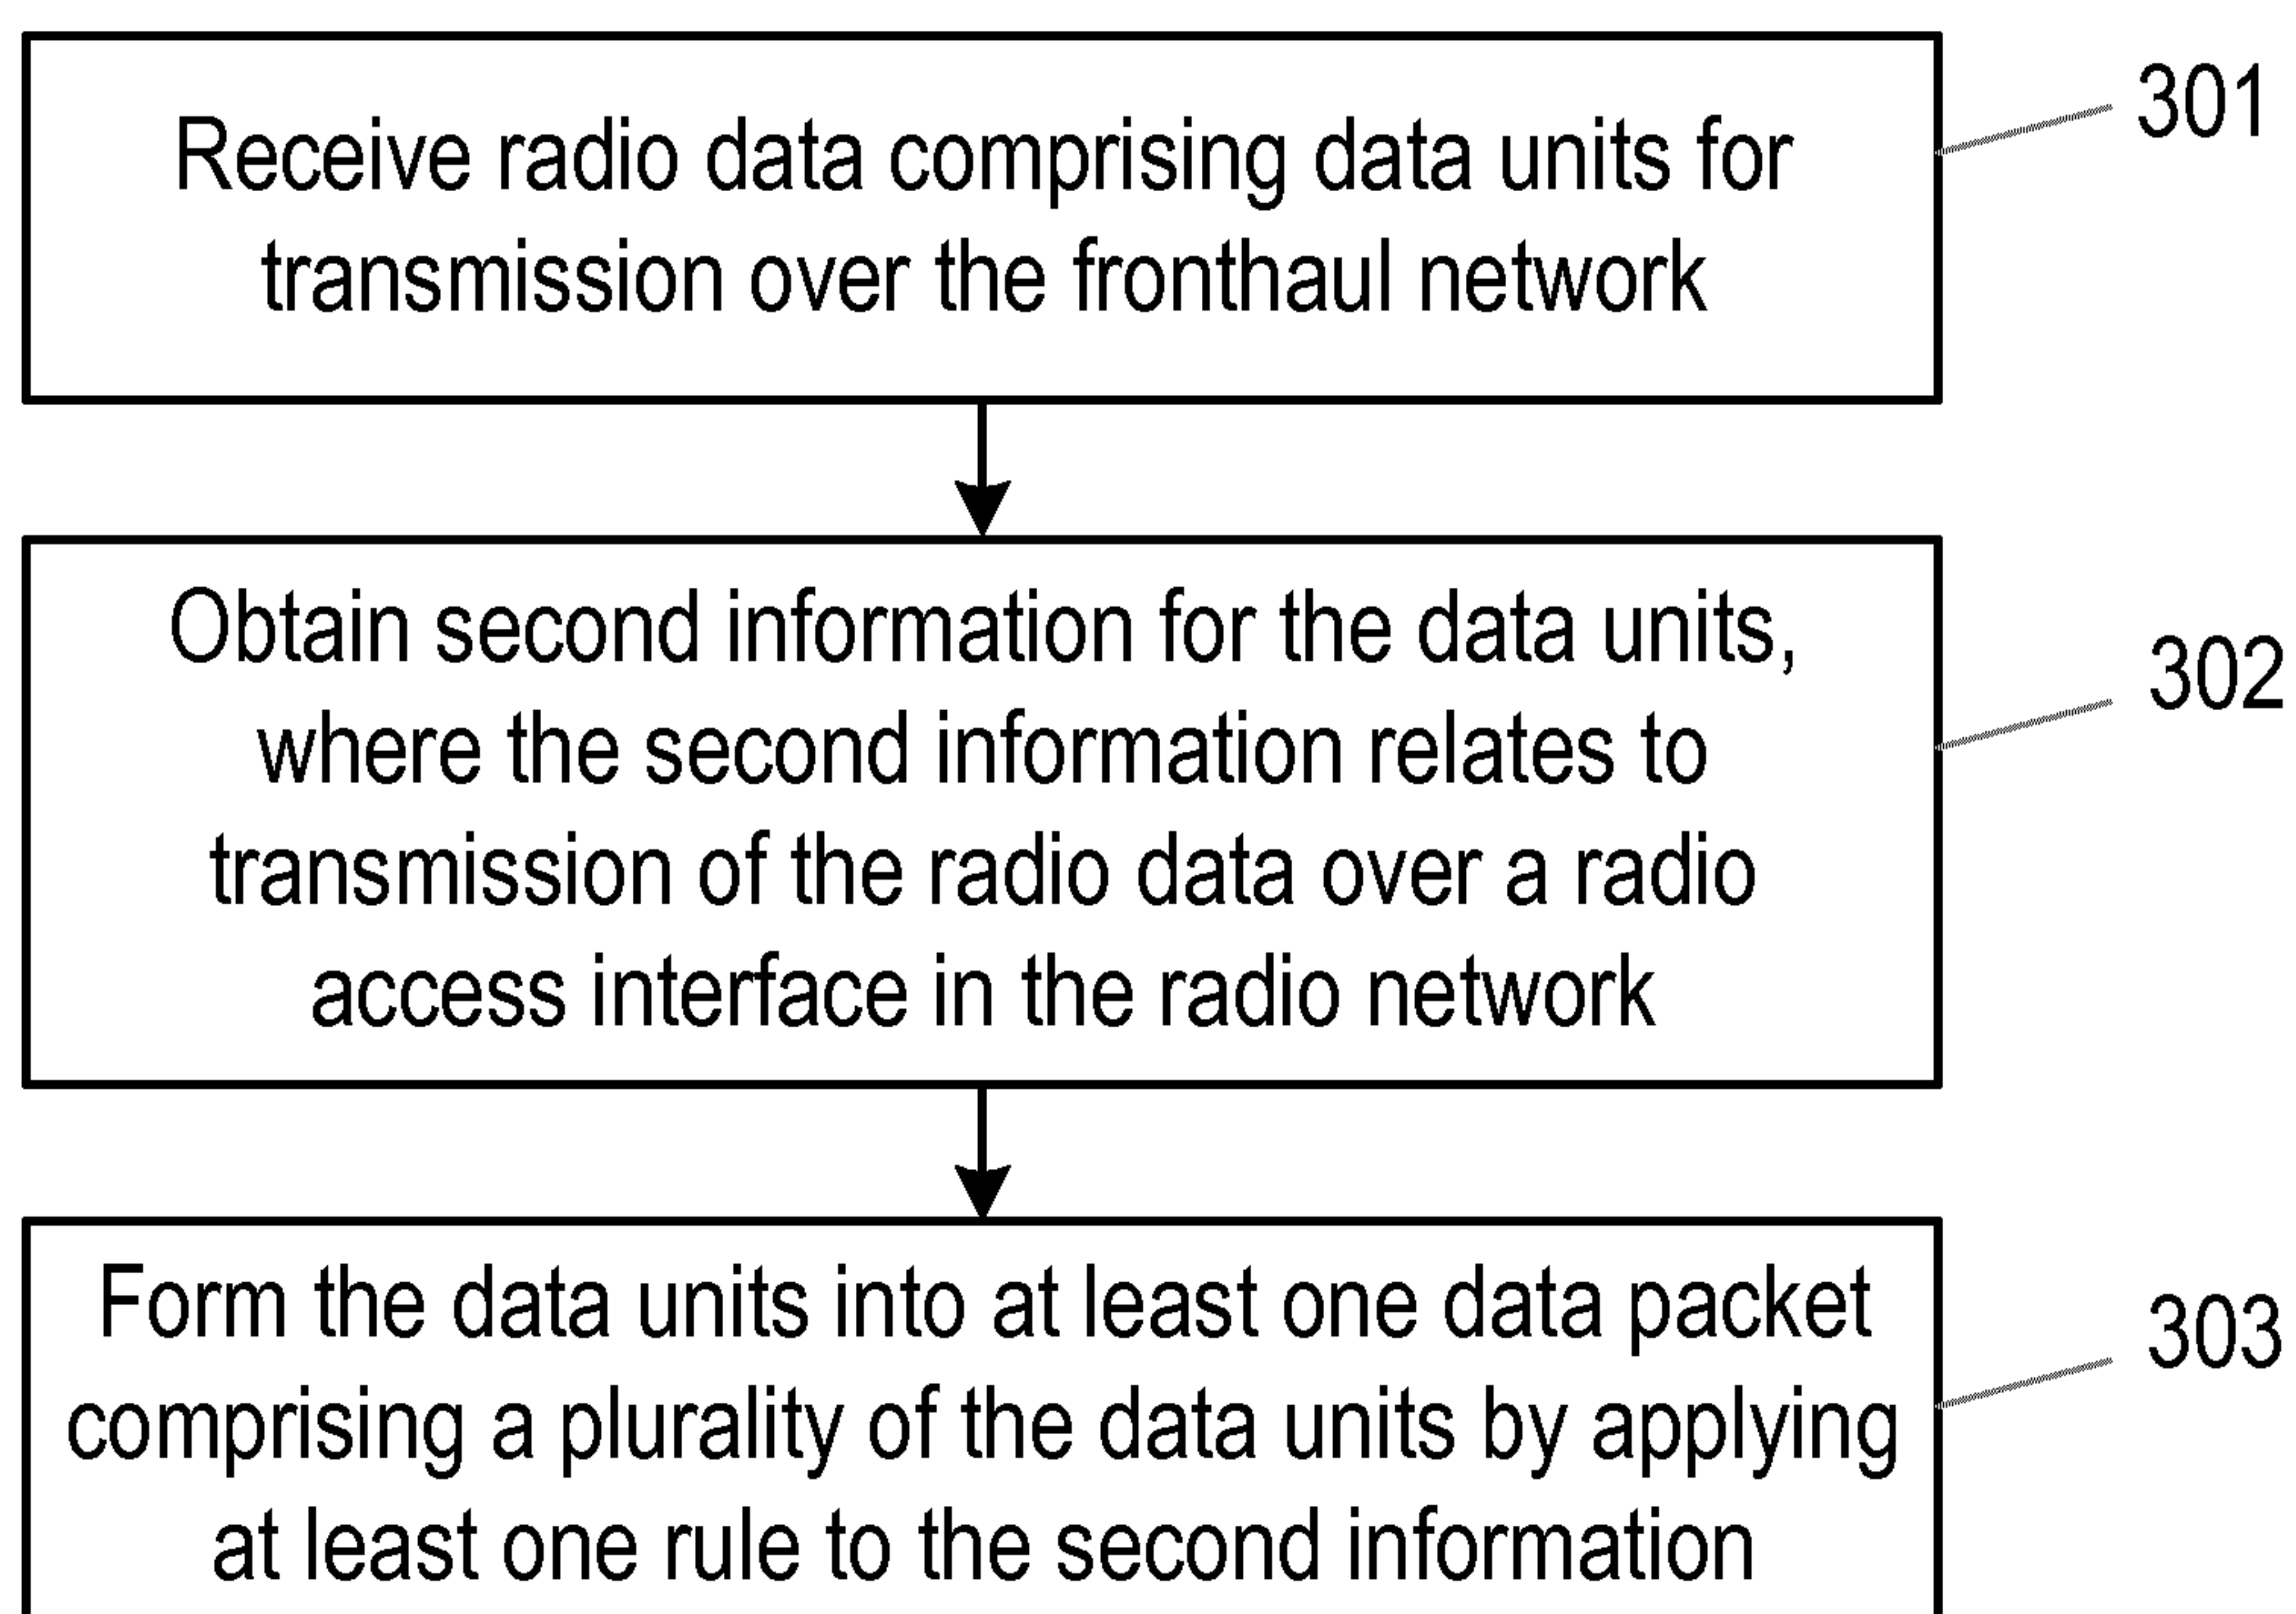 Receive radio data comprising data units for
transmission over the fronthaul network
301
Obtain second information for the data units,
where the second information relates to
transmission of the radio data over a radio
access interface in the radio network
302
Form the data units into at least one data packet
comprising a plurality of the data units by applying
at least one rule to the second information
303